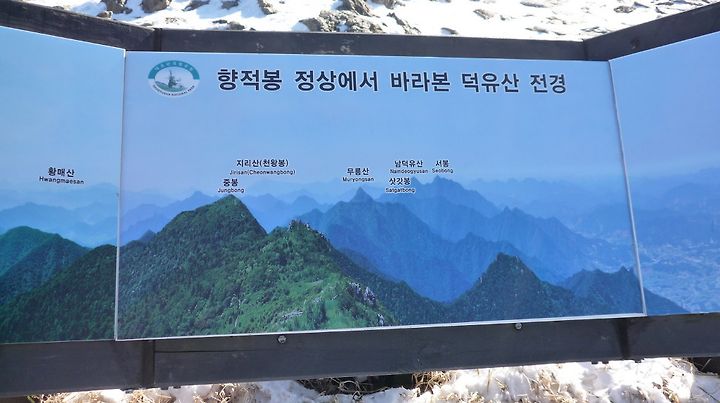 향적봉 정상에서 바라본 덕유산 전경
황매산
Hwangmaesan
지리산(천왕봉)
Jirisan(Cheonwangbong)
중봉
Jungbong
무룡산
Muryongsan
남덕유산
Namdeogyusan
서봉
Seobong
삿갓봉
Satgatbong